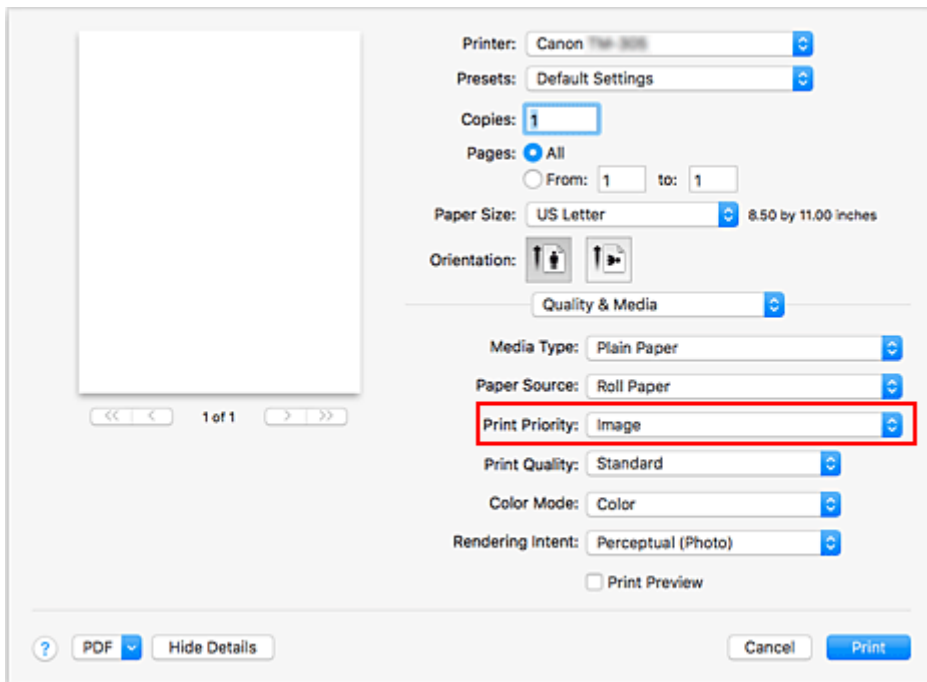 Printer: Canon
Presets: Default Settings
Copies: 1
Pages: All
From: 1 to: 1
Paper Size: US Letter 8.50 by 11.00 inches
Orientation:
Quality & Media
Media Type: Plain Paper
Paper Source: Roll Paper
1 of 1
Print Priority: Image
Print Quality: Standard
Color Mode: Color
Rendering Intent: Perceptual (Photo)
Print Preview
? PDF Hide Details Cancel Print